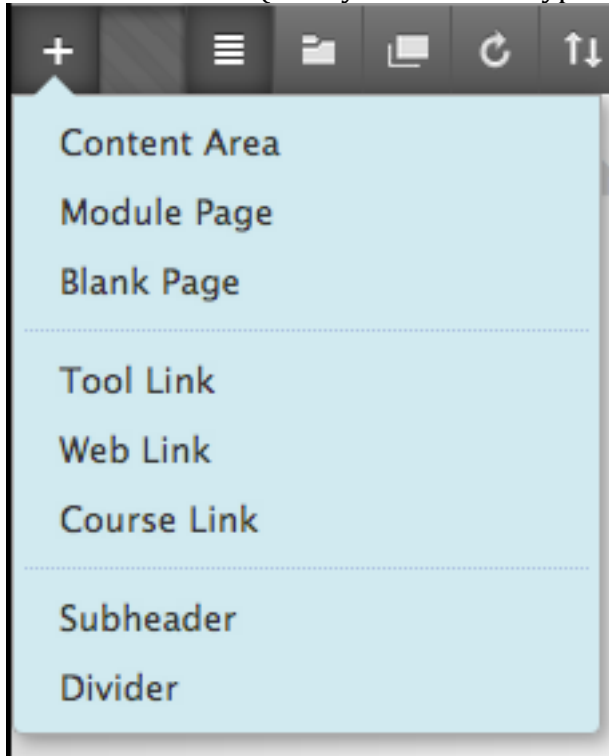 Content Area
Module Page
Blank Page
Tool Link
Web Link
Course Link
Subheader
Divider